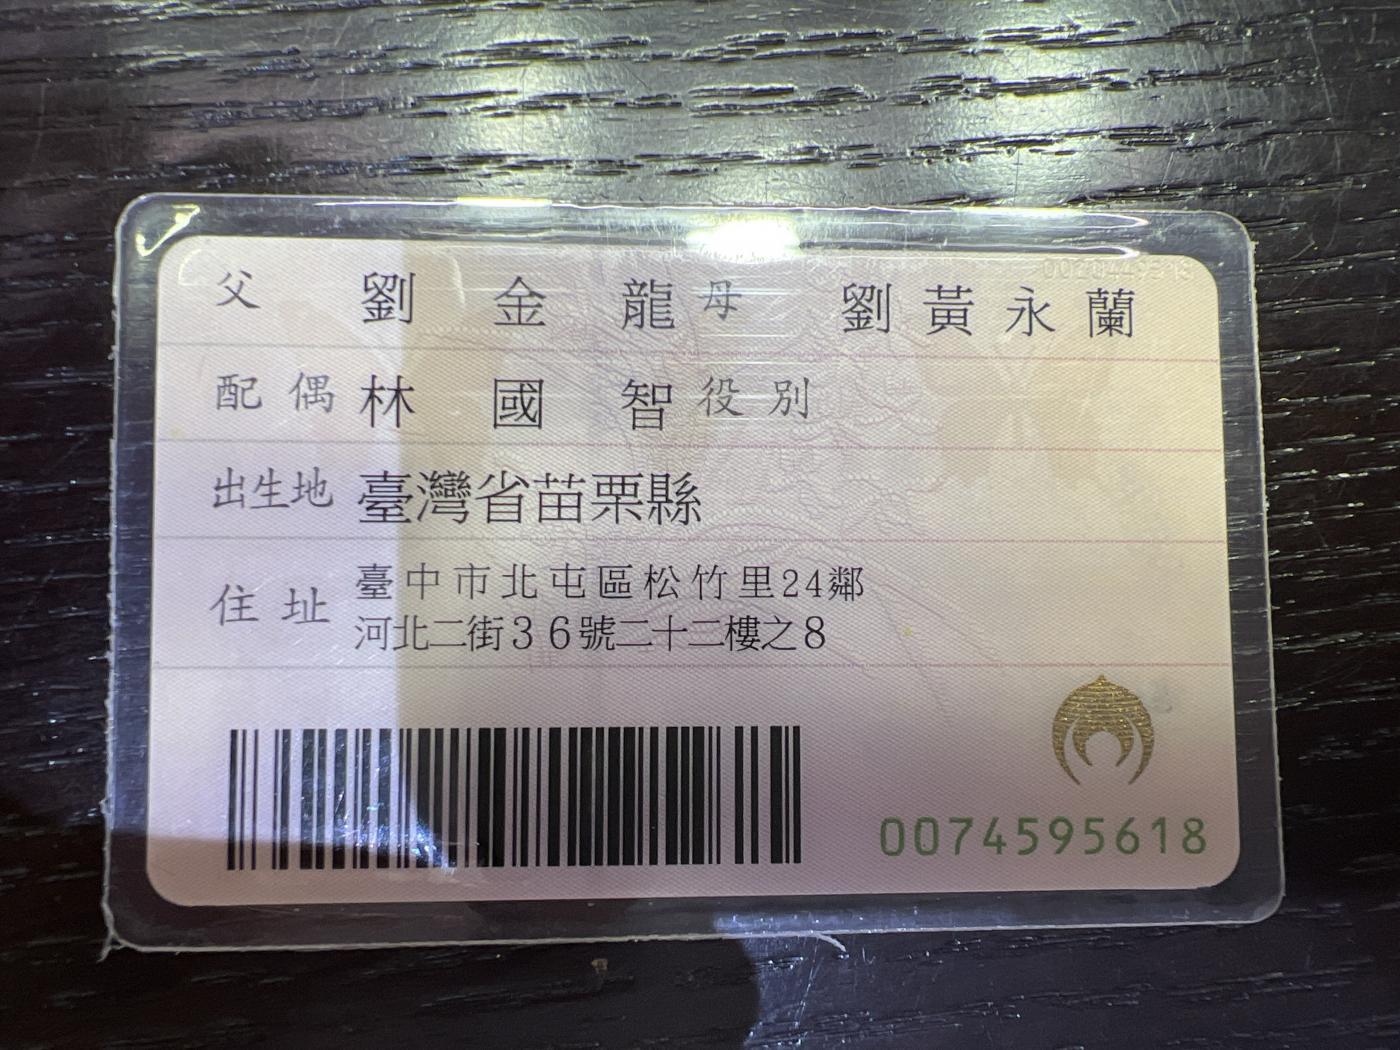 父 劉金龍 母 劉黃永蘭
配偶 林國智 役別
出生地 臺灣省苗栗縣
住址 臺中市北屯區松竹里24鄰
河北二街36號二十二樓之8
0074595618